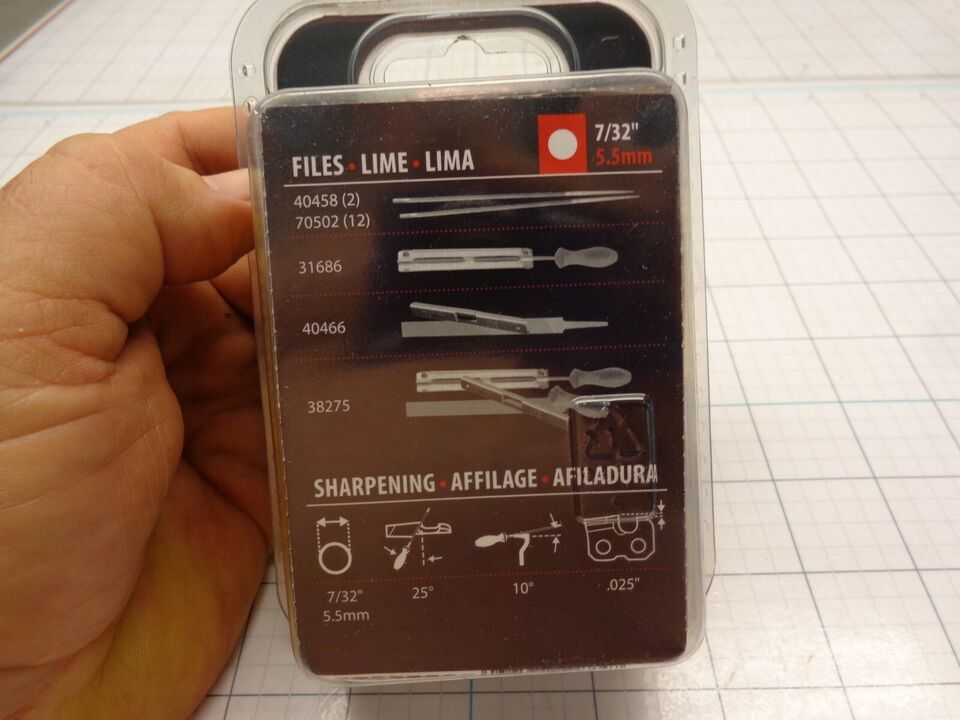 FILES • LIME • LIMA
7/32"
5.5mm
40458 (2)
70502 (12)
31686
40466
38275
SHARPENING • AFFILAGE • AFILADURA
7/32"
5.5mm
25°
10°
.025"